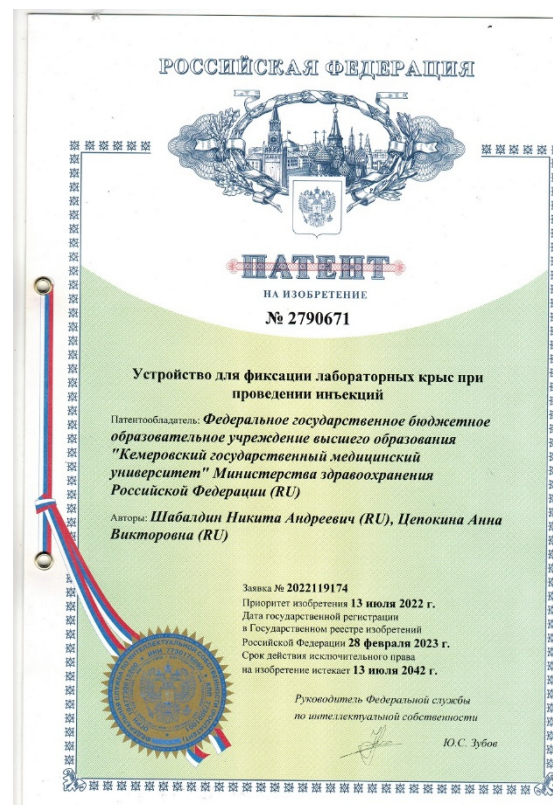 РОССИЙСКАЯ ФЕДЕРАЦИЯ
ПАТЕНТ
НА ИЗОБРЕТЕНИЕ
№ 2790671
Устройство для фиксации лабораторных крыс при
проведении инъекций
Патентообладатель: Федеральное государственное бюджетное
образовательное учреждение высшего образования
"Кемеровский государственный медицинский
университет" Министерства здравоохранения
Российской Федерации (RU)
Авторы: Шабалдин Никита Андреевич (RU), Цепокина Анна
Викторовна (RU)
Заявка № 2022119174
Приоритет изобретения 13 июля 2022 г.
Дата государственной регистрации
в Государственном реестре изобретений
Российской Федерации 28 февраля 2023 г.
Срок действия исключительного права
на изобретение истекает 13 июля 2042 г.
Руководитель Федеральной службы
по интеллектуальной собственности
Ю.С. Зубов